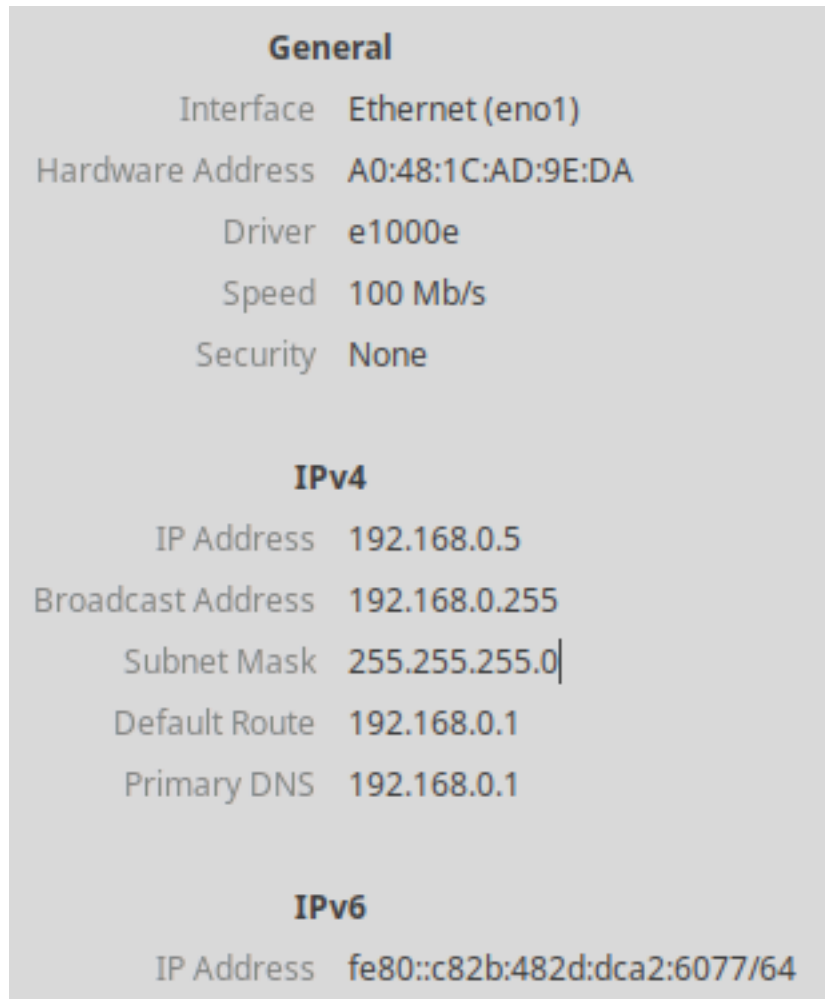 General
Interface Ethernet (eno1)
Hardware Address A0:48:1C:AD:9E:DA
Driver e1000e
Speed 100 Mb/s
Security None
IPv4
IP Address 192.168.0.5
Broadcast Address 192.168.0.255
Subnet Mask 255.255.255.0
Default Route 192.168.0.1
Primary DNS 192.168.0.1
IPv6
IP Address fe80::c82b:482d:dca2:6077/64